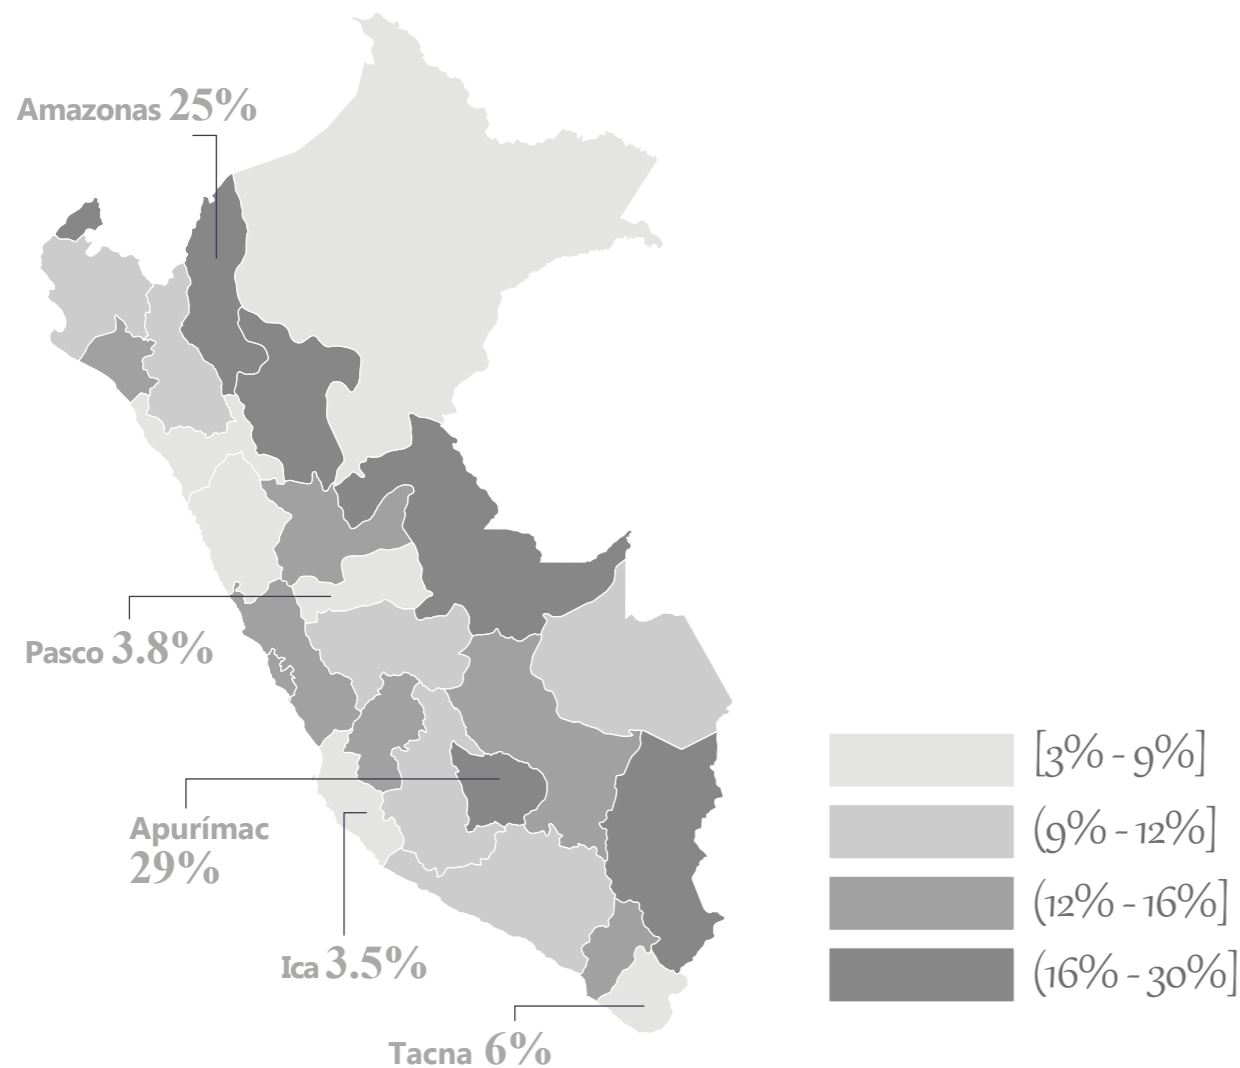 Amazonas 25%
Pasco 3.8%
Apurímac
29%
Ica 3.5%
Tacna 6%
[3% - 9%]
(9% - 12%]
(12% - 16%]
(16% - 30%]